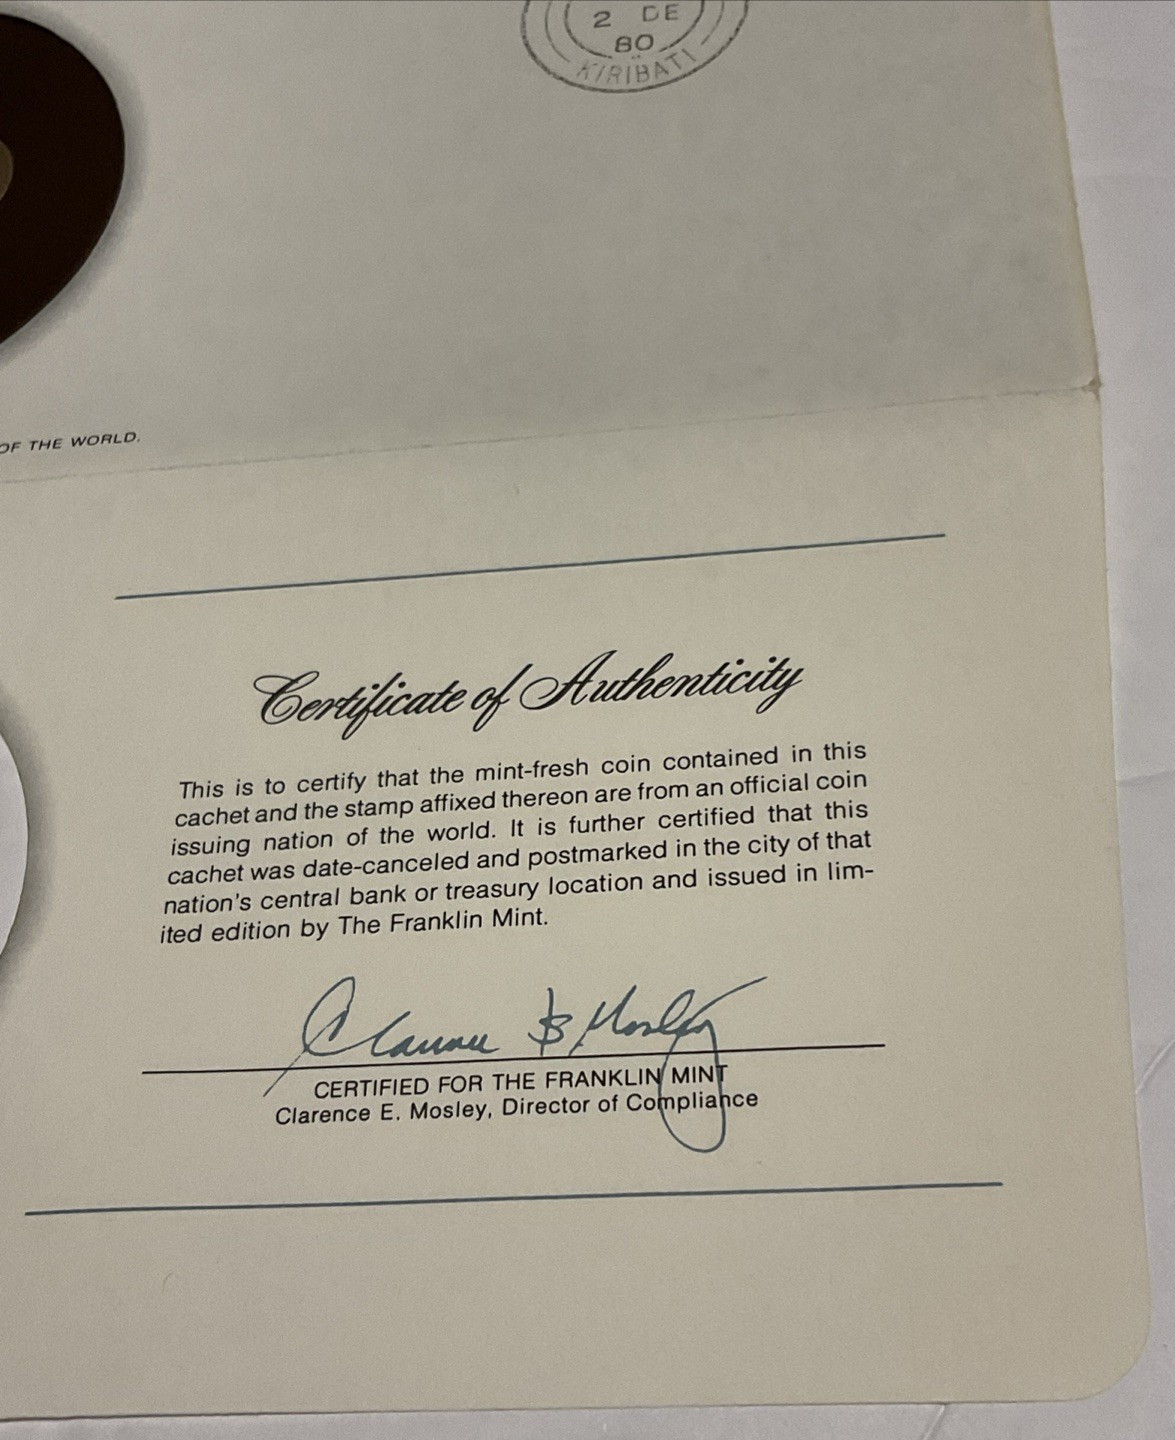 2 DE
80
KIRIBATI
OF THE WORLD.
Certificate of Authenticity
This is to certify that the mint-fresh coin contained in this
cachet and the stamp affixed thereon are from an official coin
issuing nation of the world. It is further certified that this
cachet was date-canceled and postmarked in the city of that
nation's central bank or treasury location and issued in lim-
ited edition by The Franklin Mint.
Clarence B Mosley
CERTIFIED FOR THE FRANKLIN MINT
Clarence E. Mosley, Director of Compliance